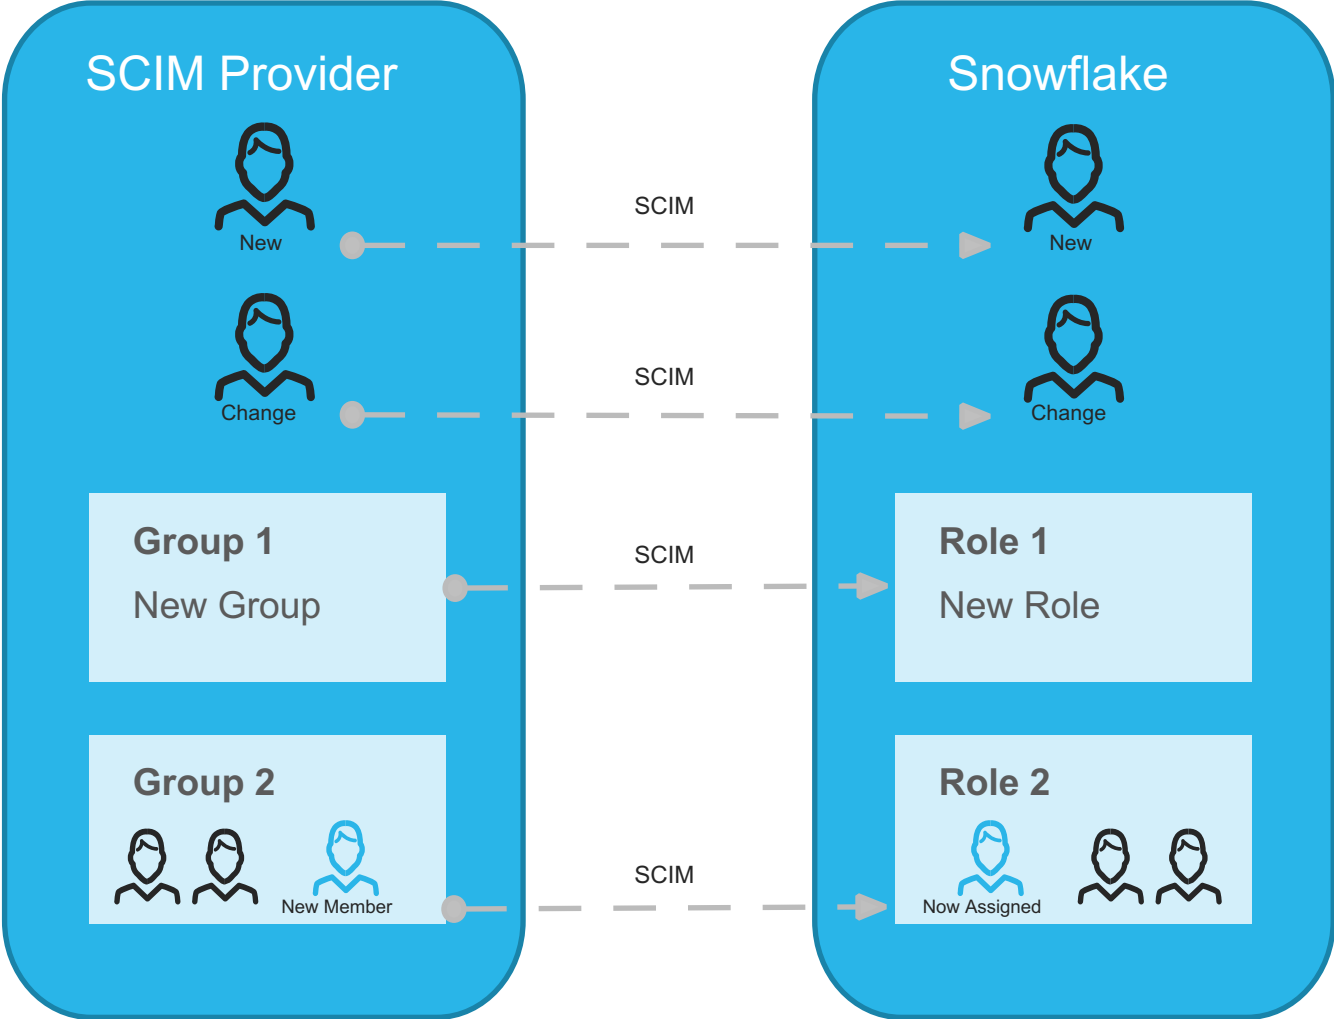 SCIM Provider
Snowflake
SCIM
New
New
SCIM
Change
Change
Group 1
New Group
SCIM
Role 1
New Role
Group 2
New Member
SCIM
Role 2
Now Assigned